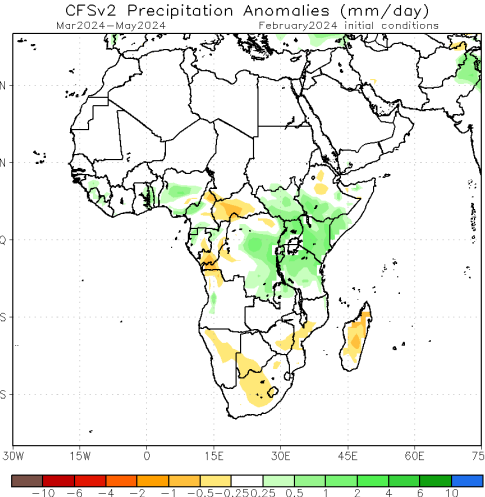 CFSv2 Precipitation Anomalies (mm/day)
Mar2024–May2024 February2024 initial conditions
N
N
Q
S
S
30W 15W 0 15E 30E 45E 60E 75
-10 -6 -4 -2 -1 -0.5 -0.25 0.25 0.5 1 2 4 6 10